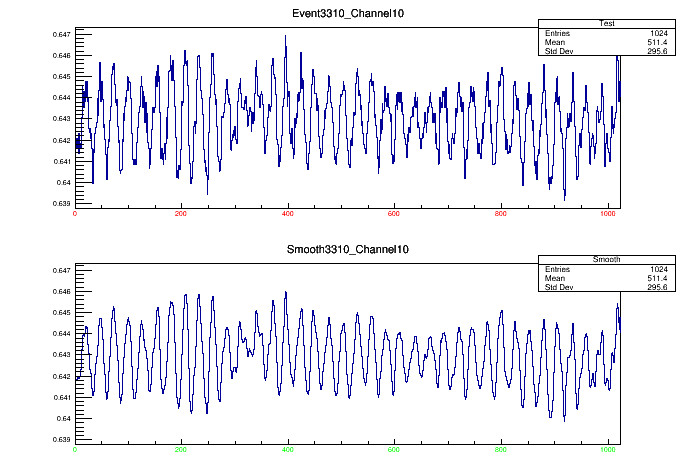 Event3310_Channel10
Test
Entries 1024
Mean 511.4
Std Dev 295.6
0.647
0.646
0.645
0.644
0.643
0.642
0.641
0.64
0.639
0 200 400 600 800 1000
Smooth3310_Channel10
Smooth
Entries 1024
Mean 511.4
Std Dev 295.6
0.647
0.646
0.645
0.644
0.643
0.642
0.641
0.64
0.639
0 200 400 600 800 1000